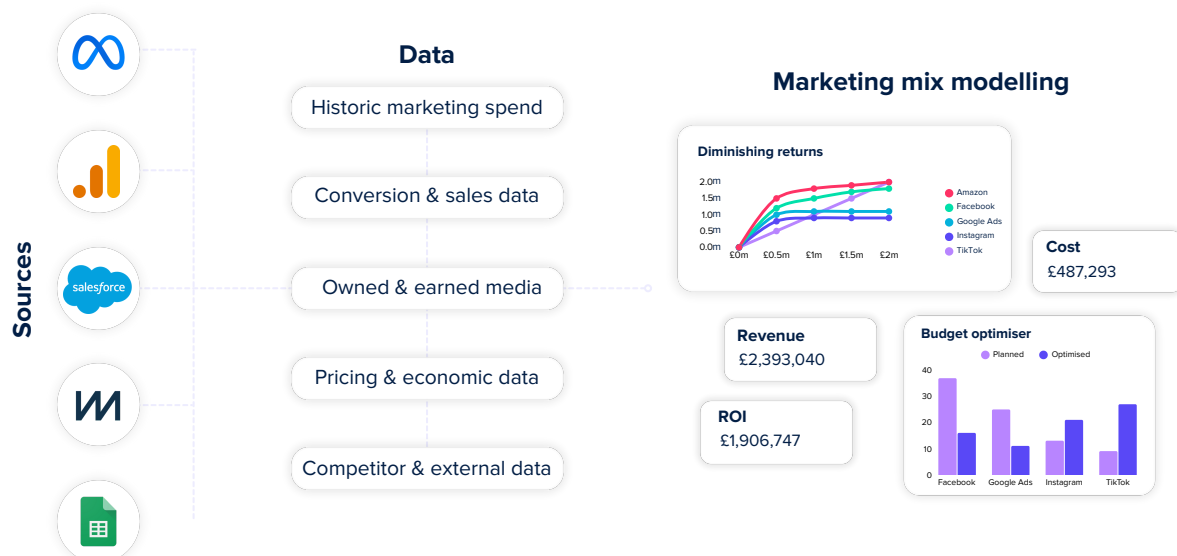 Sources
salesforce
Data
Historic marketing spend
Conversion & sales data
Owned & earned media
Pricing & economic data
Competitor & external data
Marketing mix modelling
Diminishing returns
2.0m
1.5m
1.0m
0.5m
0.0m
£0m £0.5m £1m £1.5m £2m
Amazon
Facebook
Google Ads
Instagram
TikTok
Cost
£487,293
Revenue
£2,393,040
ROI
£1,906,747
Budget optimiser
Planned Optimised
40
30
20
10
0
Facebook Google Ads Instagram TikTok